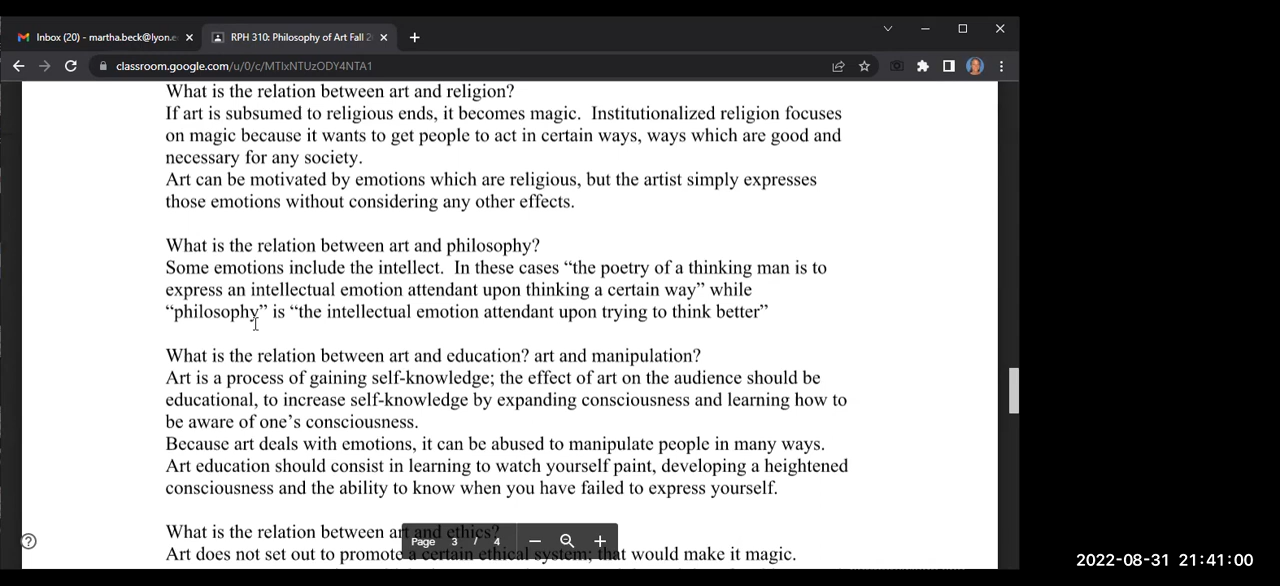 Inbox (20) - martha.beck@lyon.e
RPH 310: Philosophy of Art Fall 2
classroom.google.com/u/0/c/MTIxNTUzODY4NTA1
What is the relation between art and religion?
If art is subsumed to religious ends, it becomes magic.  Institutionalized religion focuses
on magic because it wants to get people to act in certain ways, ways which are good and
necessary for any society.
Art can be motivated by emotions which are religious, but the artist simply expresses
those emotions without considering any other effects.
What is the relation between art and philosophy?
Some emotions include the intellect.  In these cases “the poetry of a thinking man is to
express an intellectual emotion attendant upon thinking a certain way” while
“philosophy” is “the intellectual emotion attendant upon trying to think better”
What is the relation between art and education? art and manipulation?
Art is a process of gaining self-knowledge; the effect of art on the audience should be
educational, to increase self-knowledge by expanding consciousness and learning how to
be aware of one’s consciousness.
Because art deals with emotions, it can be abused to manipulate people in many ways.
Art education should consist in learning to watch yourself paint, developing a heightened
consciousness and the ability to know when you have failed to express yourself.
What is the relation between art and ethics?
Page 3 / 4
Art does not set out to promote a certain ethical system; that would make it magic.
2022-08-31 21:41:00